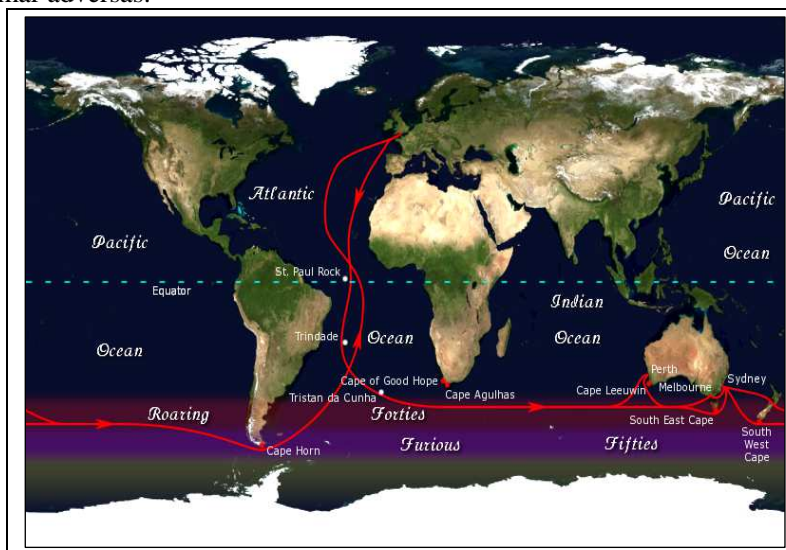 mar adversas.
Atlantic
Pacific
Pacific
Ocean
St. Paul Rock
Equator
Indian
Ocean
Trindade
Ocean
Ocean
Perth
Cape of Good Hope
Cape Leeuwin
Melbourne
Sydney
Tristan da Cunha
Cape Agulhas
Roaring
Forties
South East Cape
Cape Horn
Furious
Fifties
South
West
Cape